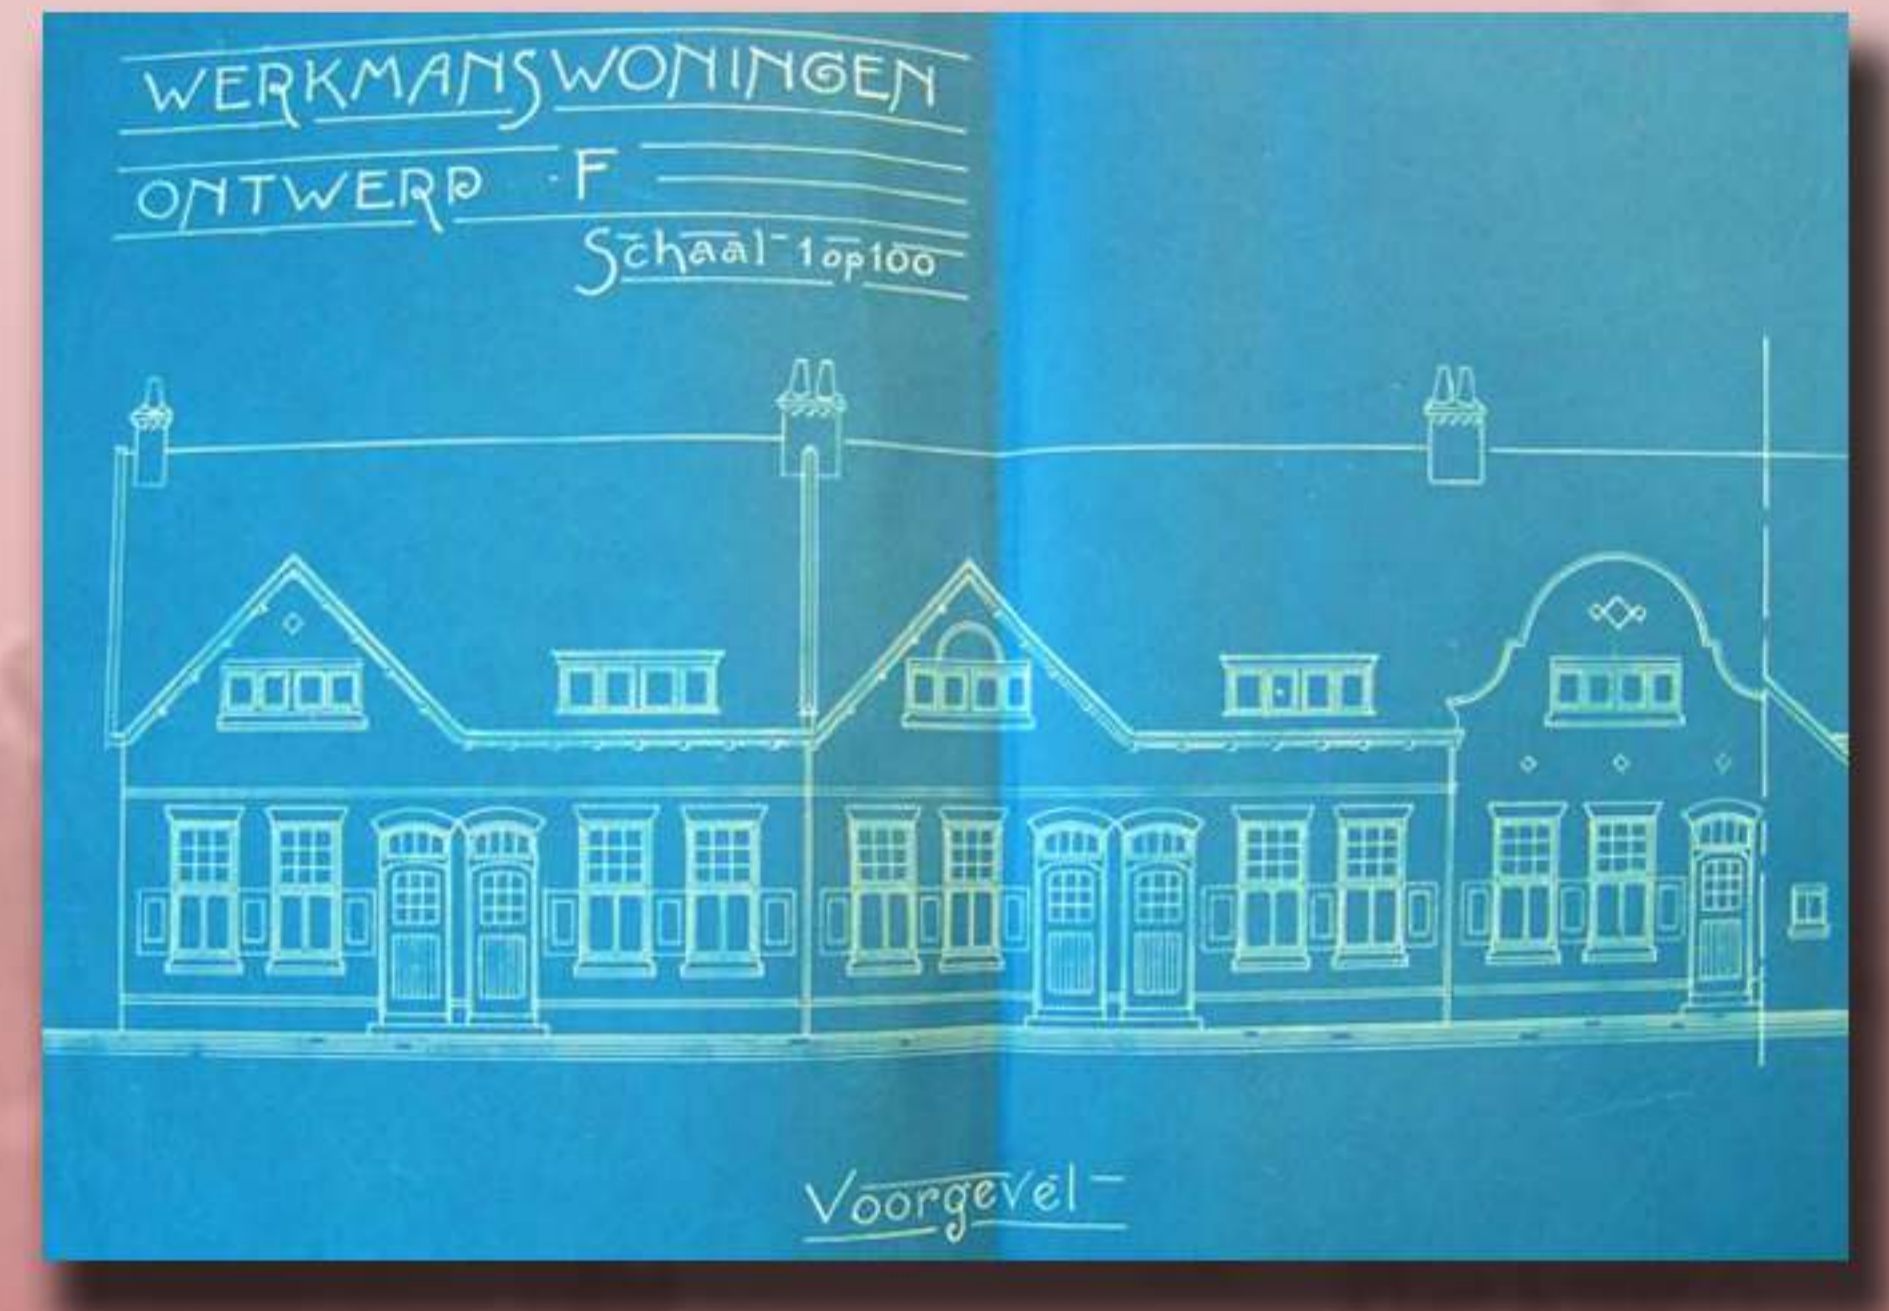 WERKMANSWONINGEN
ONTWERP · F
Schaal - 1 op 100
Voorgevel -